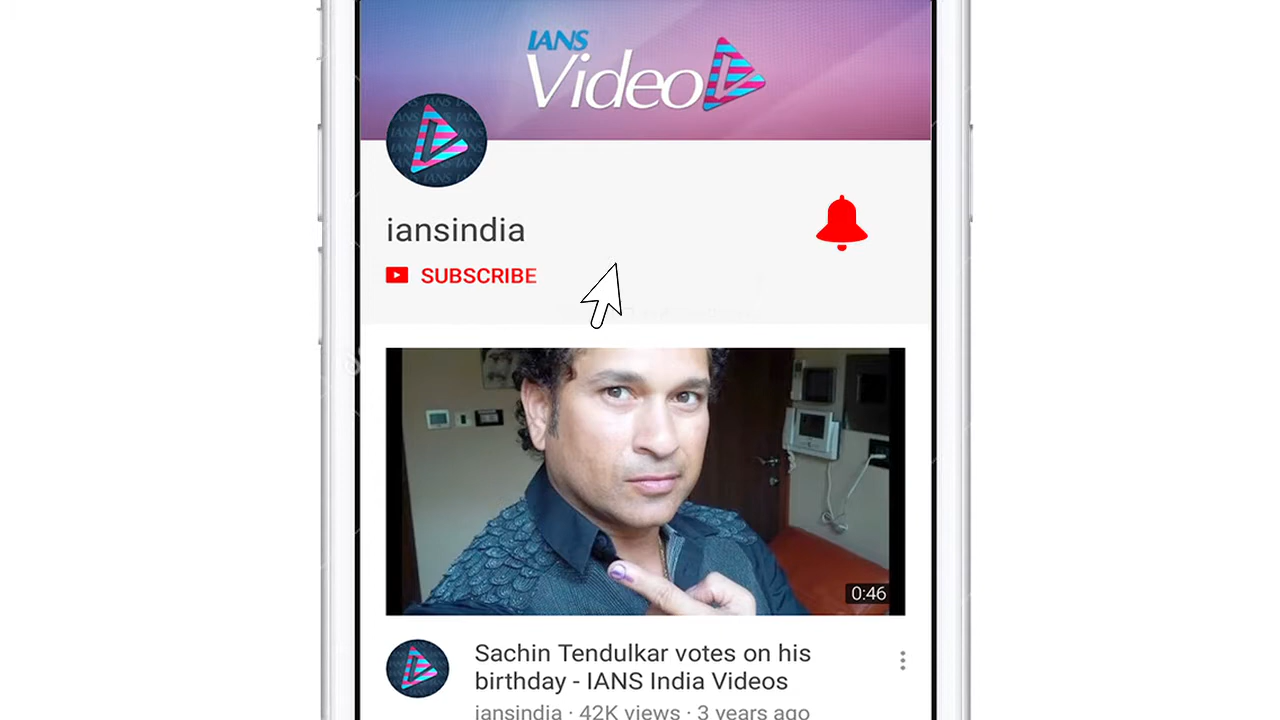 IANS
Video
iansindia
SUBSCRIBE
0:46
Sachin Tendulkar votes on his
birthday - IANS India Videos
iansindia · 42K views · 3 years ago